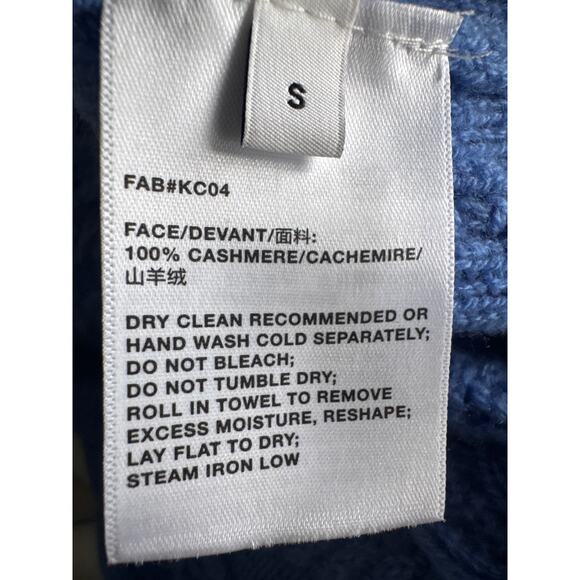 S
FAB#KC04
FACE/DEVANT/面料:
100% CASHMERE/CACHEMIRE/
山羊绒
DRY CLEAN RECOMMENDED OR
HAND WASH COLD SEPARATELY;
DO NOT BLEACH;
DO NOT TUMBLE DRY;
ROLL IN TOWEL TO REMOVE
EXCESS MOISTURE, RESHAPE;
LAY FLAT TO DRY;
STEAM IRON LOW